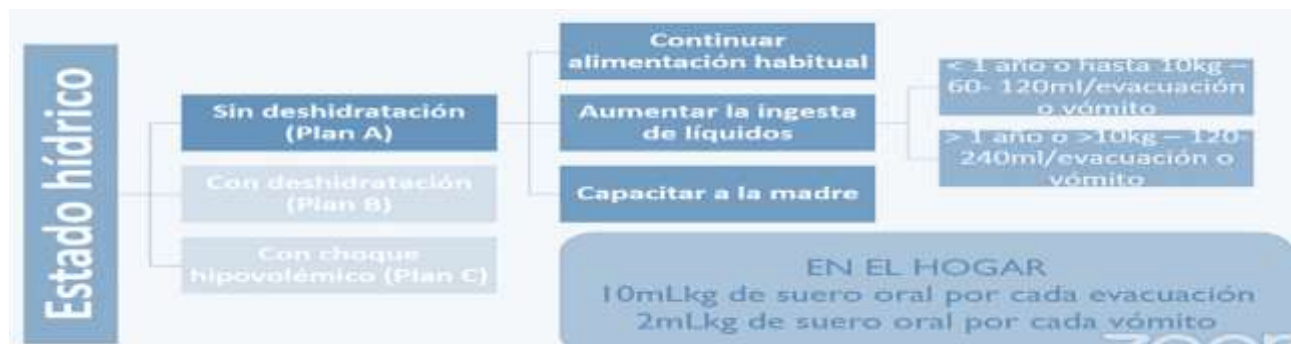 Estado hídrico
Sin deshidratación
(Plan A)
Con deshidratación
(Plan B)
Con choque
hipovolémico (Plan C)
Continuar
alimentación habitual
Aumentar la ingesta
de líquidos
Capacitar a la madre
< 1 año o hasta 10kg –
60- 120ml/evacuación
o vómito
> 1 año o >10kg – 120-
240ml/evacuación o
vómito
EN EL HOGAR
10mLkg de suero oral por cada evacuación
2mLkg de suero oral por cada vómito
zoom